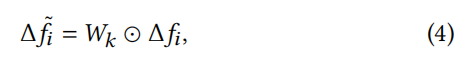 Δf̃ᵢ = Wₖ ⊙ Δfᵢ, (4)